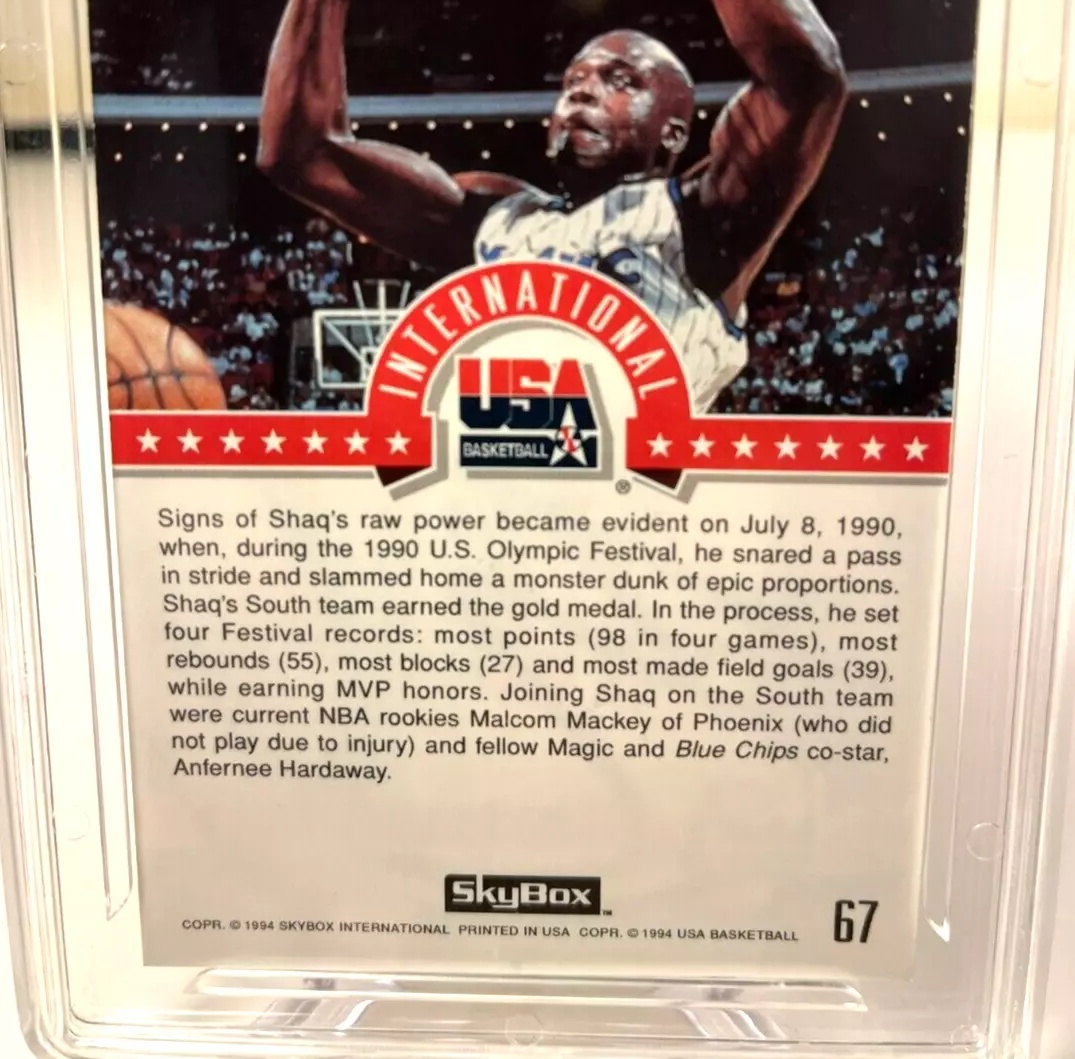 INTERNATIONAL
USA
BASKETBALL
®
Signs of Shaq's raw power became evident on July 8, 1990,
when, during the 1990 U.S. Olympic Festival, he snared a pass
in stride and slammed home a monster dunk of epic proportions.
Shaq's South team earned the gold medal. In the process, he set
four Festival records: most points (98 in four games), most
rebounds (55), most blocks (27) and most made field goals (39),
while earning MVP honors. Joining Shaq on the South team
were current NBA rookies Malcom Mackey of Phoenix (who did
not play due to injury) and fellow Magic and Blue Chips co-star,
Anfernee Hardaway.
SkyBox™
COPR. © 1994 SKYBOX INTERNATIONAL PRINTED IN USA COPR. © 1994 USA BASKETBALL
67